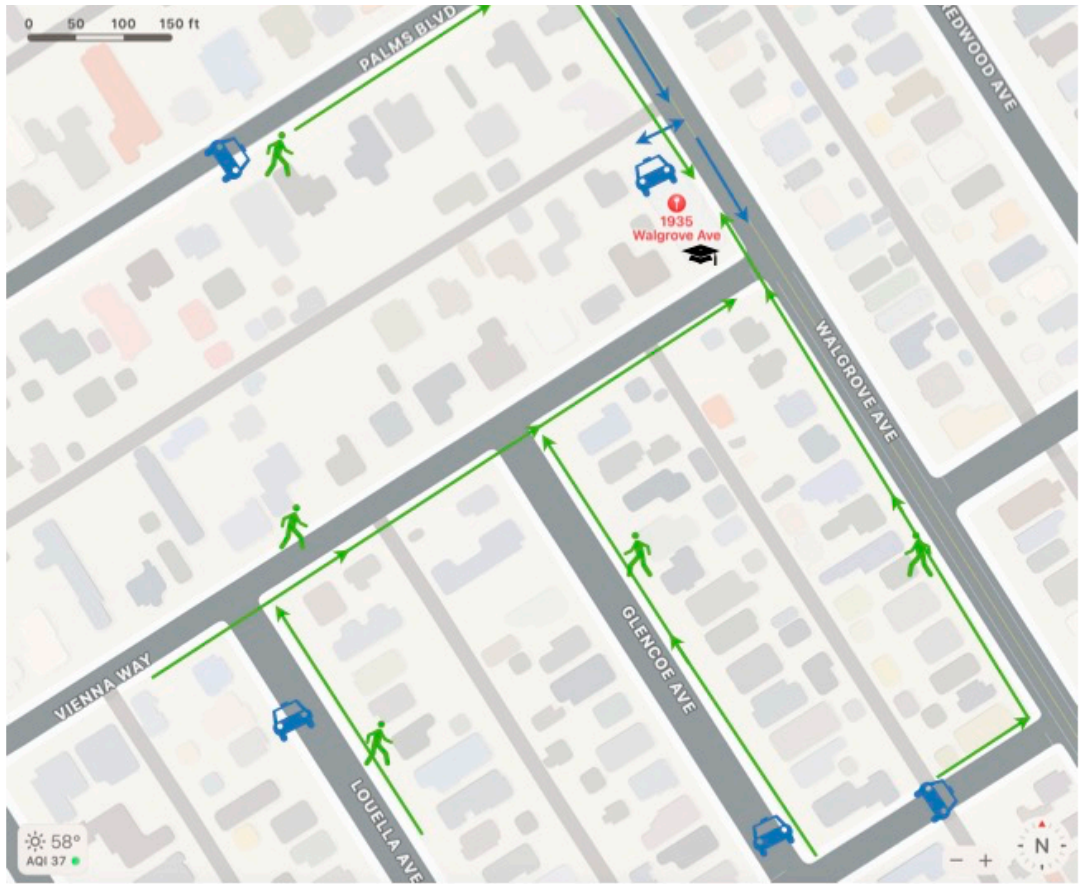 0 50 100 150 ft
PALMS BLVD
EDWOOD AVE
1935
Walgrove Ave
WALGROVE AVE
GLENCOE AVE
VIENNA WAY
LOUELLA AVE
58°
AQI 37
N